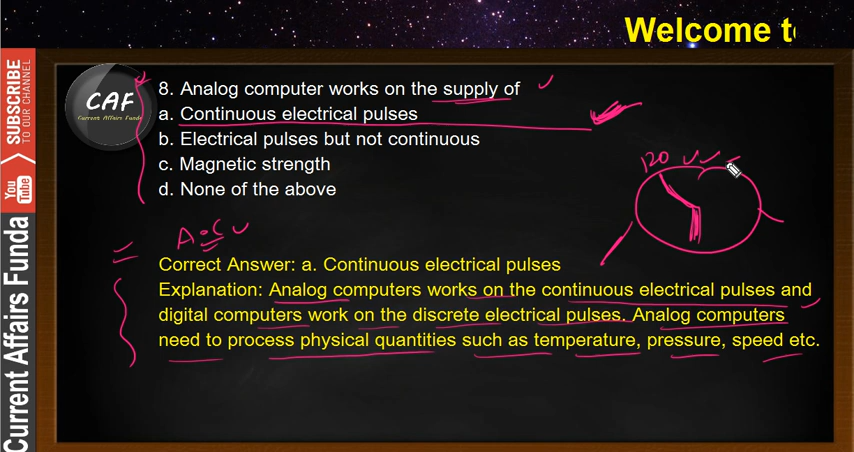 Welcome to
SUBSCRIBE
TO OUR CHANNEL
You
Tube
Current Affairs Funda
CAF
Current Affairs Funda
8. Analog computer works on the supply of
a. Continuous electrical pulses
b. Electrical pulses but not continuous
c. Magnetic strength
d. None of the above
120
Correct Answer: a. Continuous electrical pulses
Explanation: Analog computers works on the continuous electrical pulses and
digital computers work on the discrete electrical pulses. Analog computers
need to process physical quantities such as temperature, pressure, speed etc.